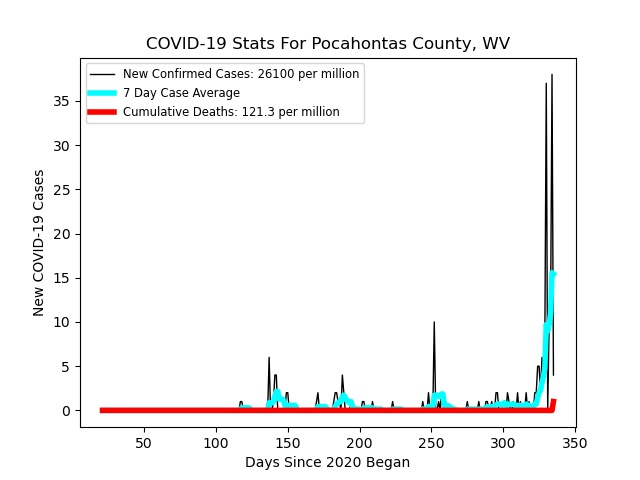 COVID-19 Stats For Pocahontas County, WV
New Confirmed Cases: 26100 per million
7 Day Case Average
Cumulative Deaths: 121.3 per million
New COVID-19 Cases
35
30
25
20
15
10
5
0
50 100 150 200 250 300 350
Days Since 2020 Began